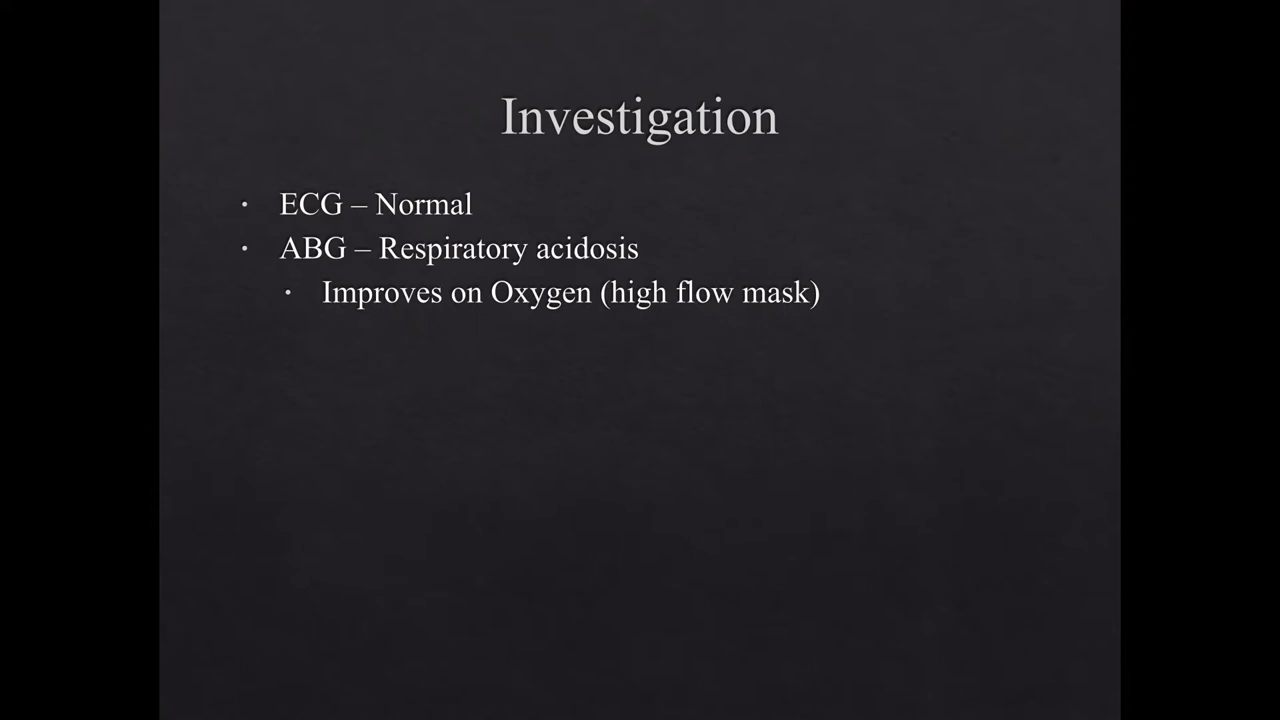 Investigation
• ECG – Normal
• ABG – Respiratory acidosis
• Improves on Oxygen (high flow mask)